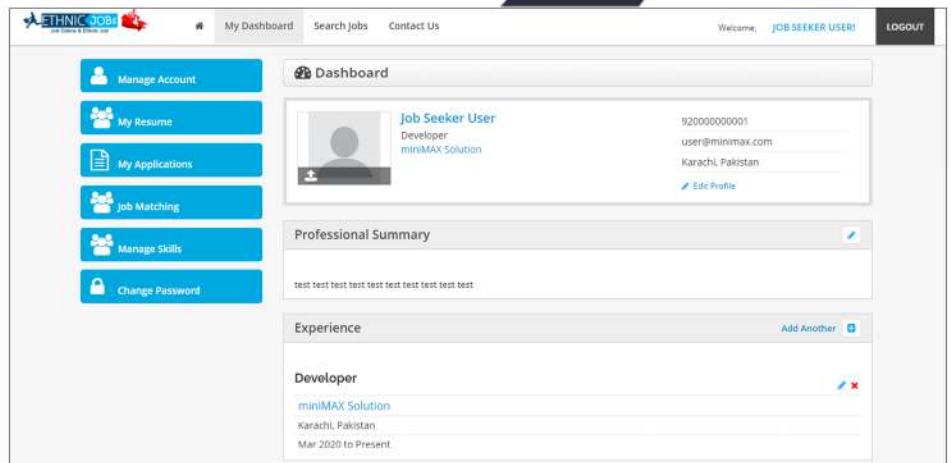 ETHNIC JOBS
My Dashboard Search Jobs Contact Us Welcome, JOB SEEKER USER! LOGOUT
Manage Account
My Resume
My Applications
Job Matching
Manage Skills
Change Password
Dashboard
Job Seeker User
Developer
miniMAX Solution
920000000001
user@minimax.com
Karachi, Pakistan
Edit Profile
Professional Summary
test test test test test test test test test test
Experience Add Another
Developer
miniMAX Solution
Karachi, Pakistan
Mar 2020 to Present